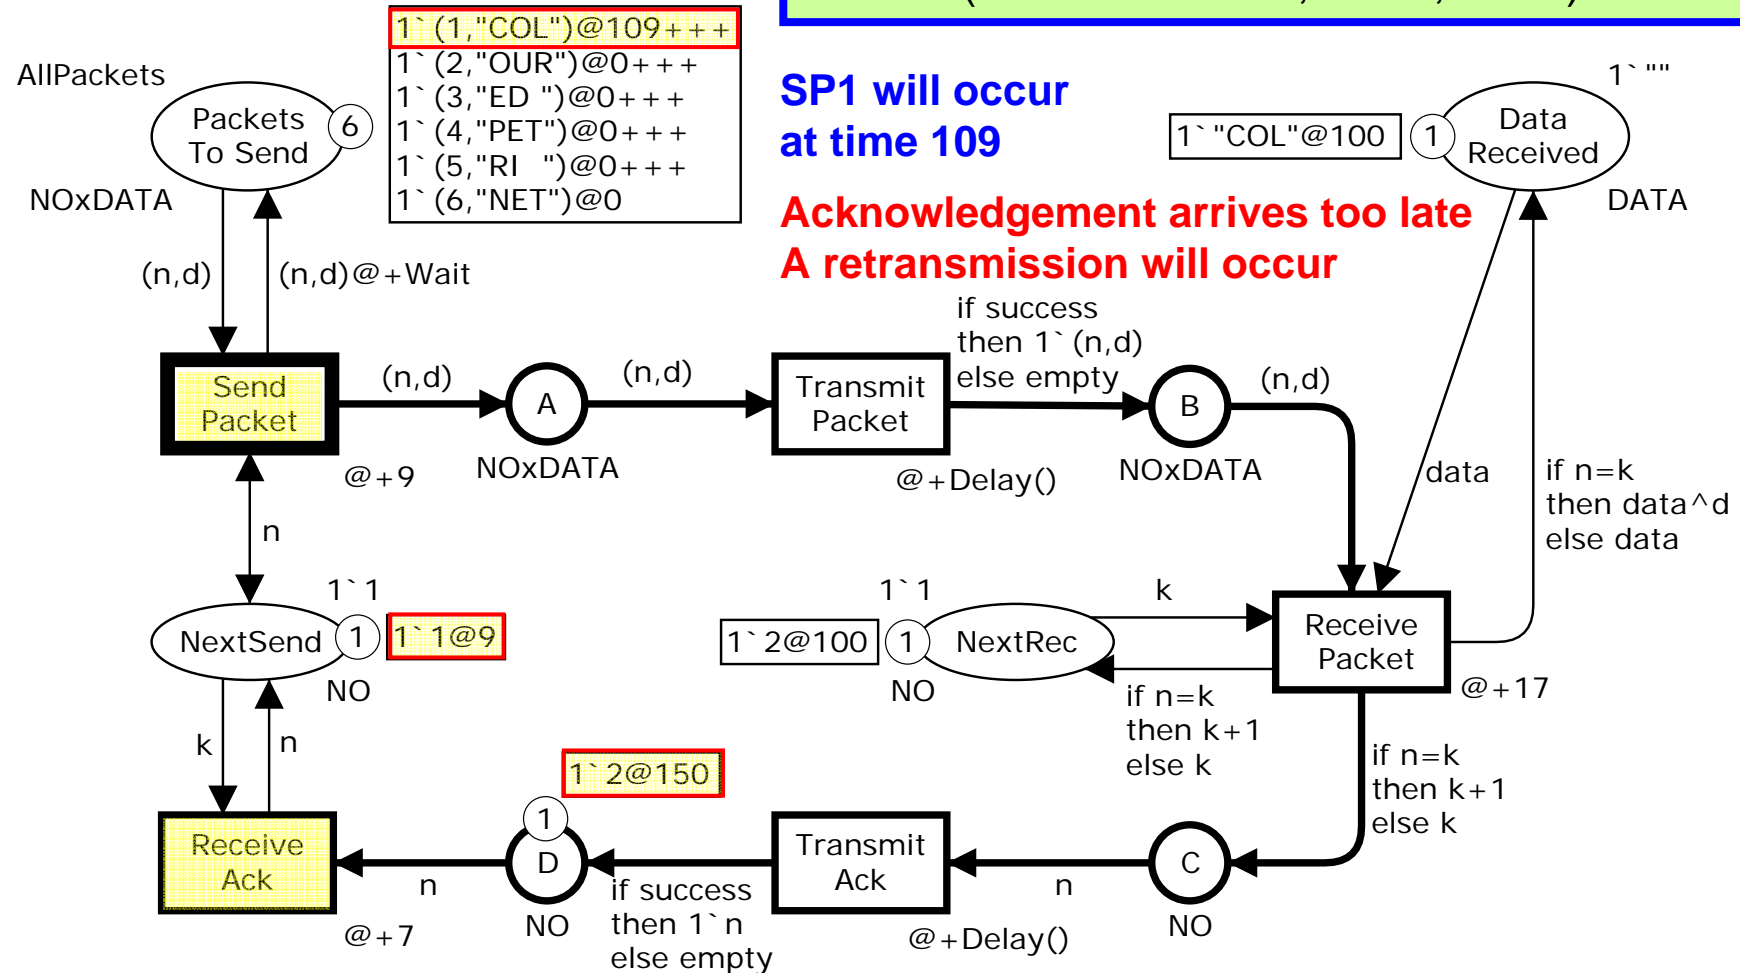 1`(1,"COL")@109+++
1`(2,"OUR")@0+++
1`(3,"ED ")@0+++
1`(4,"PET")@0+++
1`(5,"RI  ")@0+++
1`(6,"NET")@0
AllPackets
Packets
To Send
6
NOxDATA
SP1 will occur
at time 109
Acknowledgement arrives too late
A retransmission will occur
1`""
1`"COL"@100
1
Data
Received
DATA
(n,d)
(n,d)@+Wait
Send
Packet
@+9
(n,d)
A
NOxDATA
(n,d)
Transmit
Packet
@+Delay()
if success
then 1`(n,d)
else empty
B
NOxDATA
(n,d)
data
if n=k
then data^d
else data
n
1`1
NextSend
1
1`1@9
NO
1`1
1`2@100
1
NextRec
NO
k
if n=k
then k+1
else k
Receive
Packet
@+17
k
n
1`2@150
if n=k
then k+1
else k
Receive
Ack
@+7
n
1
D
NO
if success
then 1`n
else empty
Transmit
Ack
@+Delay()
n
C
NO